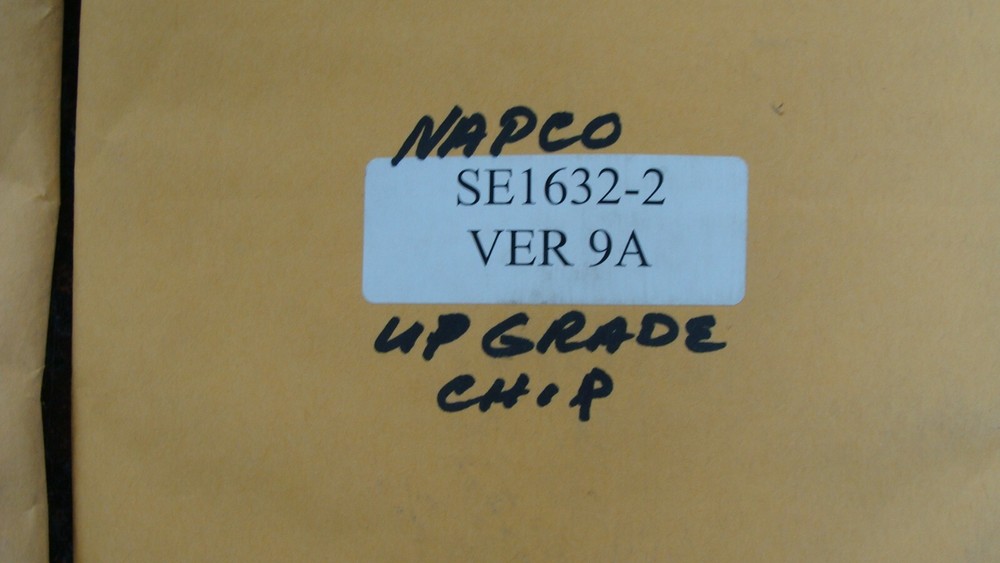 NAPCO
SE1632-2
VER 9A
UPGRADE
CHIP